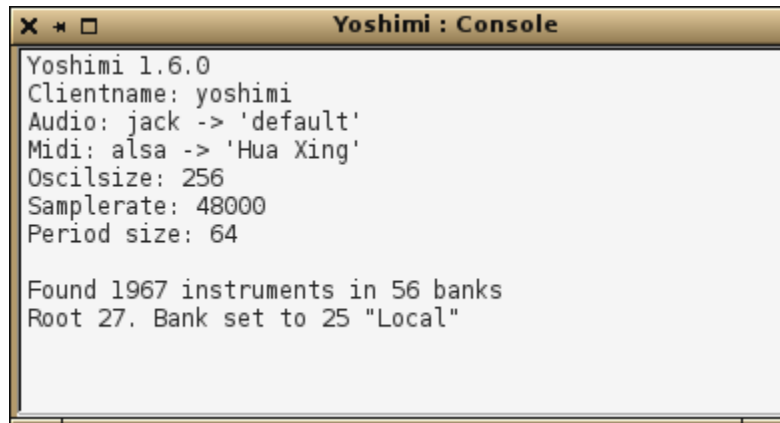 Yoshimi : Console
Yoshimi 1.6.0
Clientname: yoshimi
Audio: jack -> 'default'
Midi: alsa -> 'Hua Xing'
Oscilsize: 256
Samplerate: 48000
Period size: 64
Found 1967 instruments in 56 banks
Root 27. Bank set to 25 "Local"